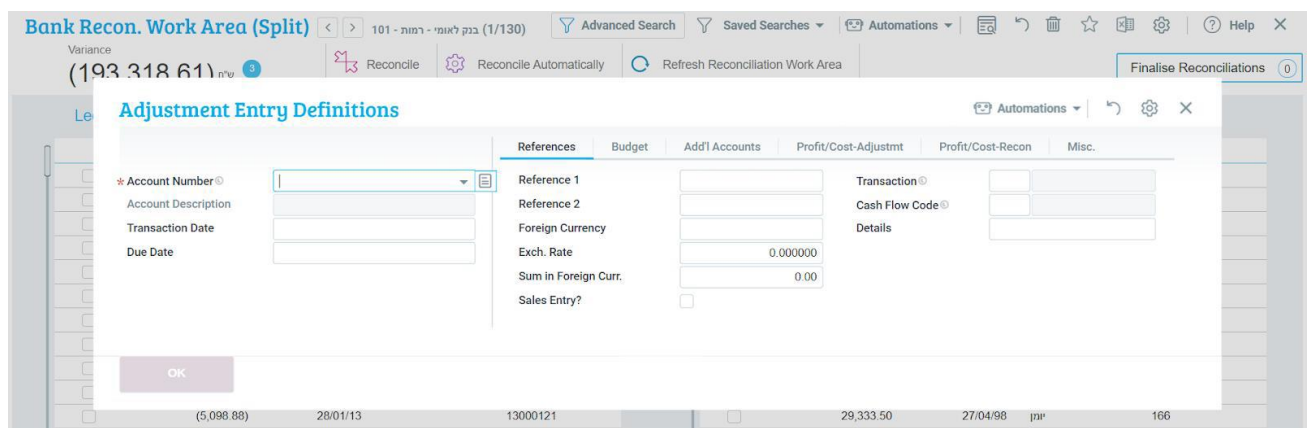 Bank Recon. Work Area (Split) < > 101 - בנק לאומי - רמות (1/130) Advanced Search Saved Searches Automations Help
Variance
(193,318.61) ש"ח 3 Reconcile Reconcile Automatically Refresh Reconciliation Work Area Finalise Reconciliations 0
Le
Adjustment Entry Definitions Automations
References Budget Add'l Accounts Profit/Cost-Adjustmt Profit/Cost-Recon Misc.
* Account Number Reference 1 Transaction
Account Description Reference 2 Cash Flow Code
Transaction Date Foreign Currency Details
Due Date Exch. Rate 0.000000
Sum in Foreign Curr. 0.00
Sales Entry?
OK
(5,098.88) 28/01/13 13000121 29,333.50 27/04/98 יומן 166